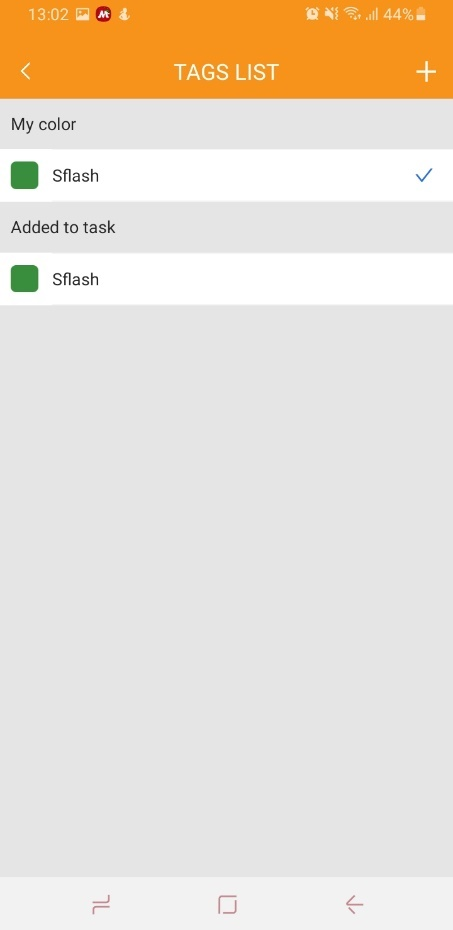 13:02 44%
TAGS LIST
My color
Sflash
Added to task
Sflash